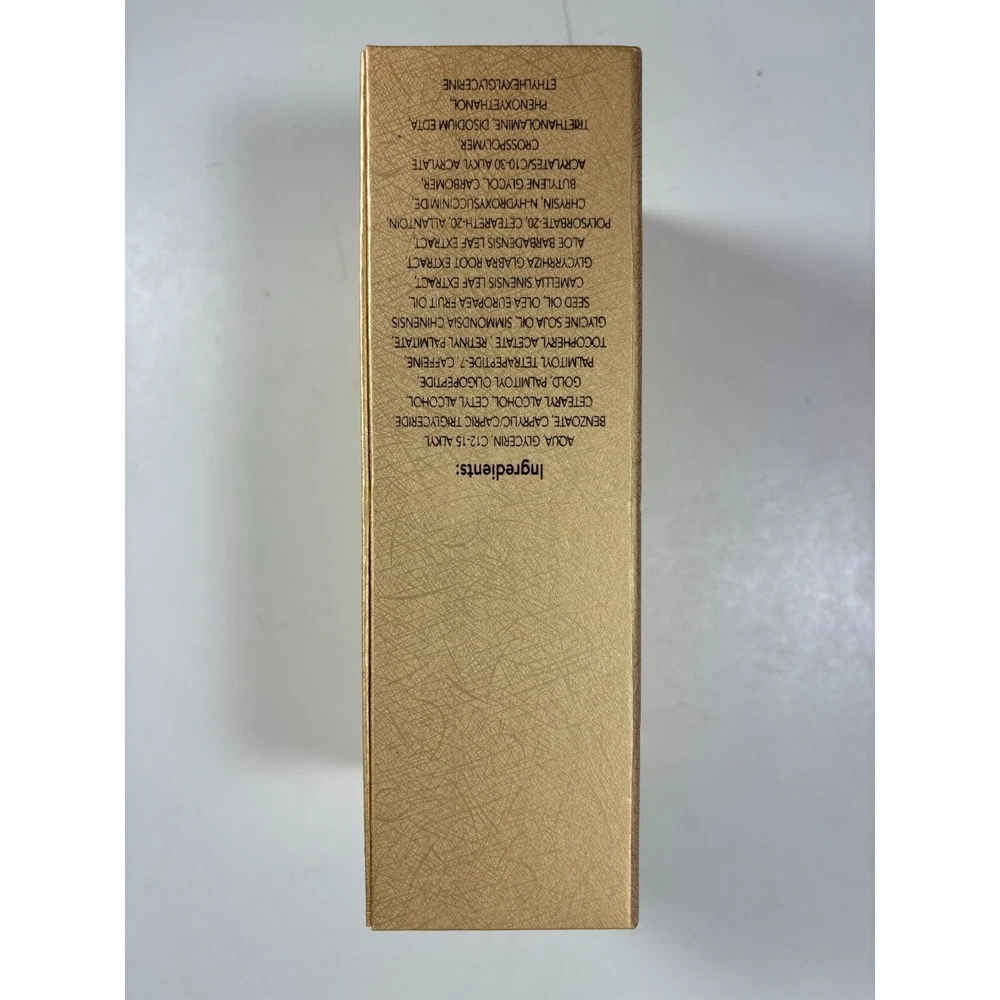 Ingredients:
AQUA, GLYCERIN, C12-15 ALKYL
BENZOATE, CAPRYLIC/CAPRIC TRIGLYCERIDE,
CETEARYL ALCOHOL, CETYL ALCOHOL,
GOLD, PALMITOYL OLIGOPEPTIDE,
PALMITOYL TETRAPEPTIDE-7, CAFFEINE,
TOCOPHERYL ACETATE , RETINYL PALMITATE,
GLYCINE SOJA OIL, SIMMONDSIA CHINENSIS
SEED OIL, OLEA EUROPAEA FRUIT OIL,
CAMELLIA SINENSIS LEAF EXTRACT,
GLYCYRRHIZA GLABRA ROOT EXTRACT,
ALOE BARBADENSIS LEAF EXTRACT,
POLYSORBATE-20, CETEARETH-20, ALLANTOIN,
CHRYSIN, N-HYDROXYSUCCINIMIDE,
BUTYLENE GLYCOL, CARBOMER,
ACRYLATES/C10-30 ALKYL ACRYLATE
CROSSPOLYMER,
TRIETHANOLAMINE, DISODIUM EDTA,
PHENOXYETHANOL,
ETHYLHEXYLGLYCERINE